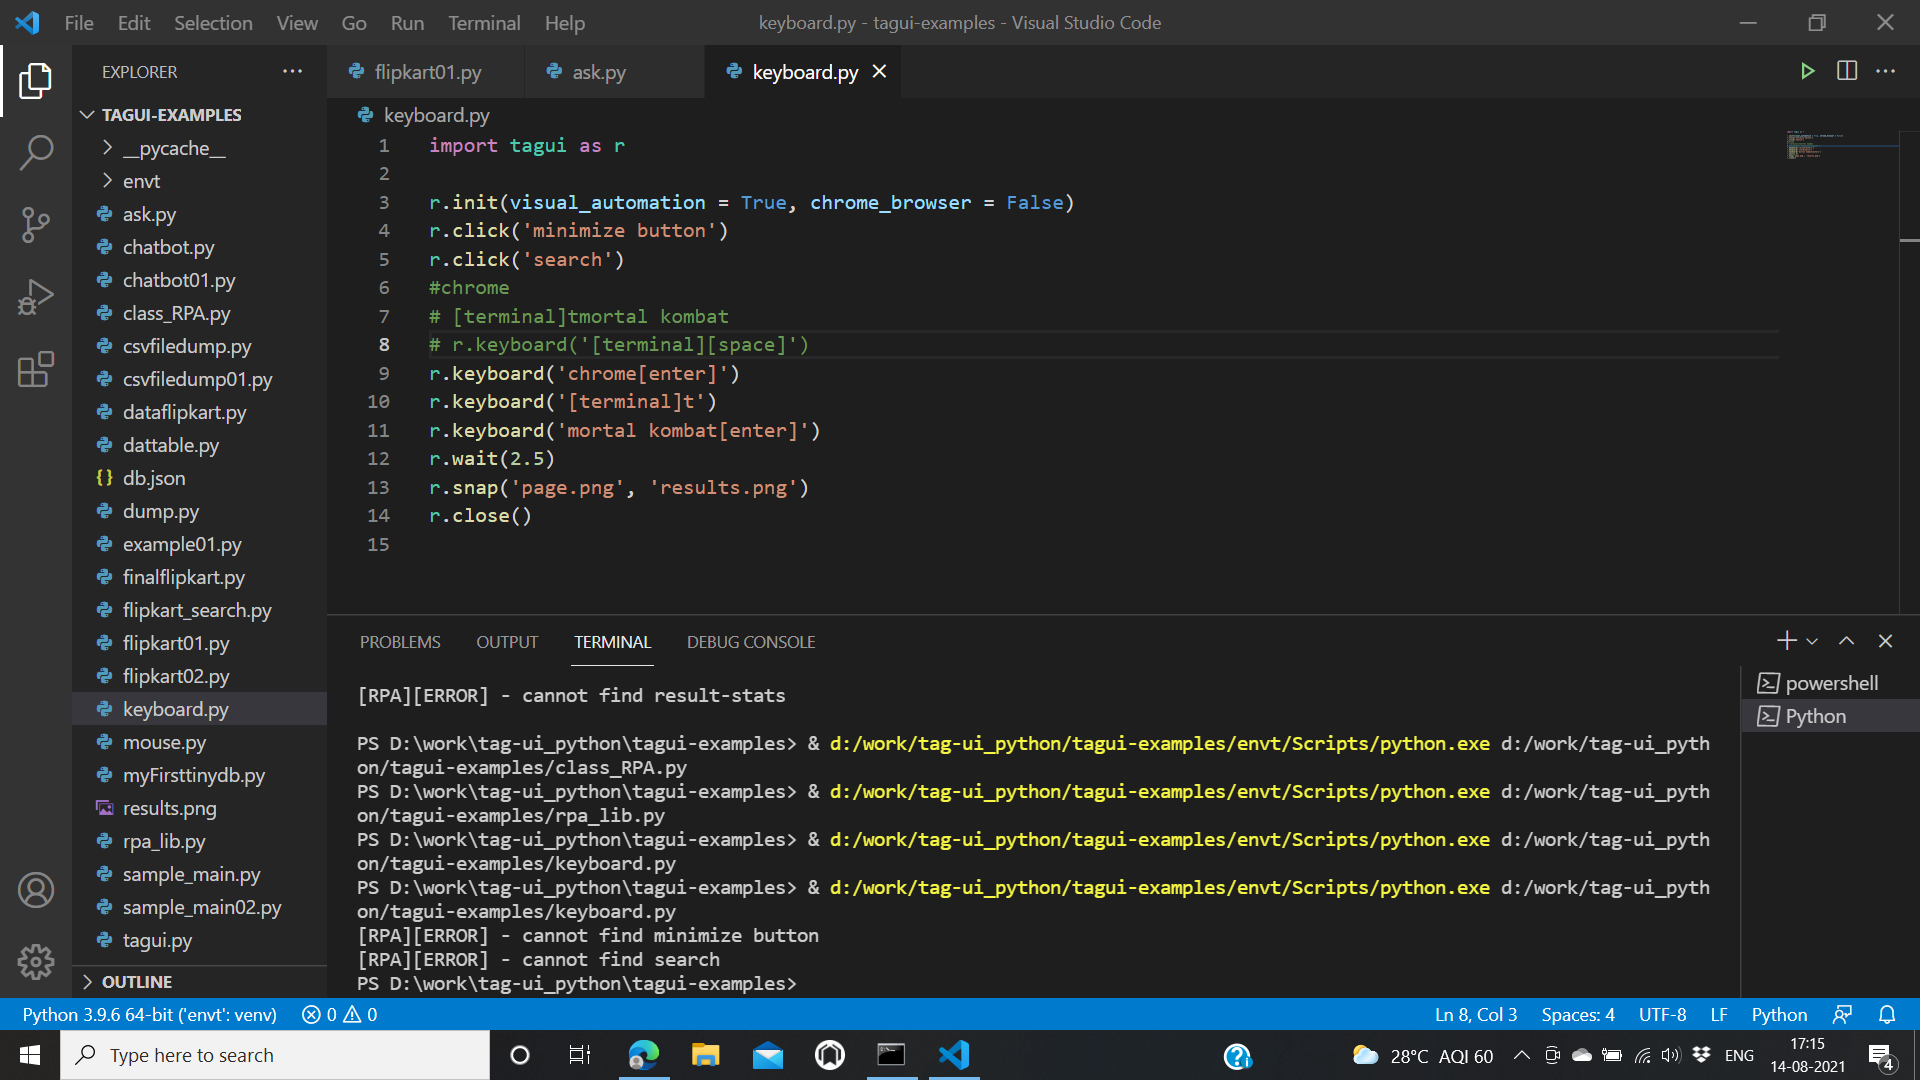 File Edit Selection View Go Run Terminal Help
keyboard.py - tagui-examples - Visual Studio Code
EXPLORER
TAGUI-EXAMPLES
__pycache__
envt
ask.py
chatbot.py
chatbot01.py
class_RPA.py
csvfiledump.py
csvfiledump01.py
dataflipkart.py
dattable.py
db.json
dump.py
example01.py
finalflipkart.py
flipkart_search.py
flipkart01.py
flipkart02.py
keyboard.py
mouse.py
myFirsttinydb.py
results.png
rpa_lib.py
sample_main.py
sample_main02.py
tagui.py
OUTLINE
flipkart01.py ask.py keyboard.py
keyboard.py
1 import tagui as r
2
3 r.init(visual_automation = True, chrome_browser = False)
4 r.click('minimize button')
5 r.click('search')
6 #chrome
7 # [terminal]tmortal kombat
8 # r.keyboard('[terminal][space]')
9 r.keyboard('chrome[enter]')
10 r.keyboard('[terminal]t')
11 r.keyboard('mortal kombat[enter]')
12 r.wait(2.5)
13 r.snap('page.png', 'results.png')
14 r.close()
15
PROBLEMS OUTPUT TERMINAL DEBUG CONSOLE
[RPA][ERROR] - cannot find result-stats
PS D:\work\tag-ui_python\tagui-examples> & d:/work/tag-ui_python/tagui-examples/envt/Scripts/python.exe d:/work/tag-ui_pyth
on/tagui-examples/class_RPA.py
PS D:\work\tag-ui_python\tagui-examples> & d:/work/tag-ui_python/tagui-examples/envt/Scripts/python.exe d:/work/tag-ui_pyth
on/tagui-examples/rpa_lib.py
PS D:\work\tag-ui_python\tagui-examples> & d:/work/tag-ui_python/tagui-examples/envt/Scripts/python.exe d:/work/tag-ui_pyth
on/tagui-examples/keyboard.py
PS D:\work\tag-ui_python\tagui-examples> & d:/work/tag-ui_python/tagui-examples/envt/Scripts/python.exe d:/work/tag-ui_pyth
on/tagui-examples/keyboard.py
[RPA][ERROR] - cannot find minimize button
[RPA][ERROR] - cannot find search
PS D:\work\tag-ui_python\tagui-examples>
powershell
Python
Python 3.9.6 64-bit ('envt': venv) 0 0
Ln 8, Col 3 Spaces: 4 UTF-8 LF Python
Type here to search
28°C AQI 60
ENG
17:15
14-08-2021
4